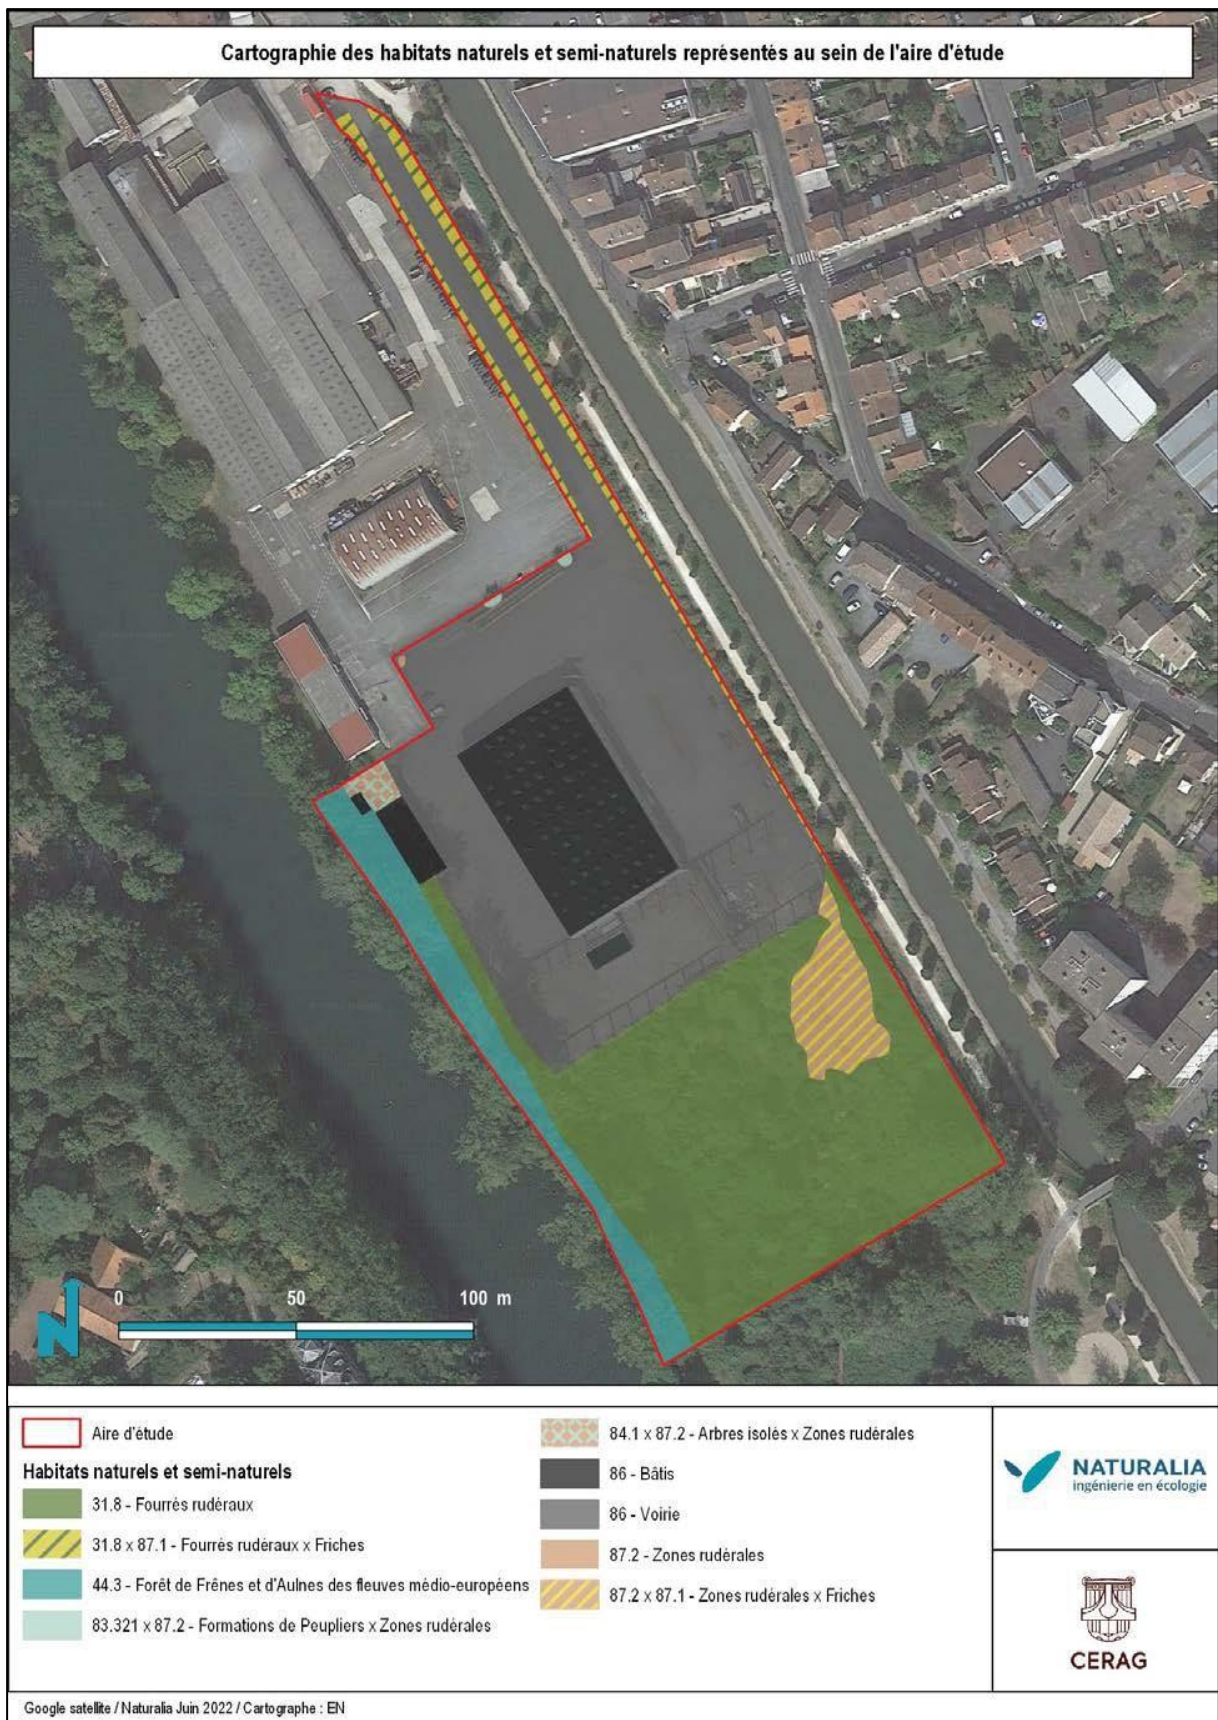 Cartographie des habitats naturels et semi-naturels représentés au sein de l'aire d'étude
0 50 100 m
N
Aire d'étude
Habitats naturels et semi-naturels
31.8 - Fourrés rudéraux
31.8 x 87.1 - Fourrés rudéraux x Friches
44.3 - Forêt de Frênes et d'Aulnes des fleuves médio-européens
83.321 x 87.2 - Formations de Peupliers x Zones rudérales
84.1 x 87.2 - Arbres isolés x Zones rudérales
86 - Bâtis
86 - Voirie
87.2 - Zones rudérales
87.2 x 87.1 - Zones rudérales x Friches
NATURALIA
ingénierie en écologie
CERAG
Google satellite / Naturalia Juin 2022 / Cartographe : EN